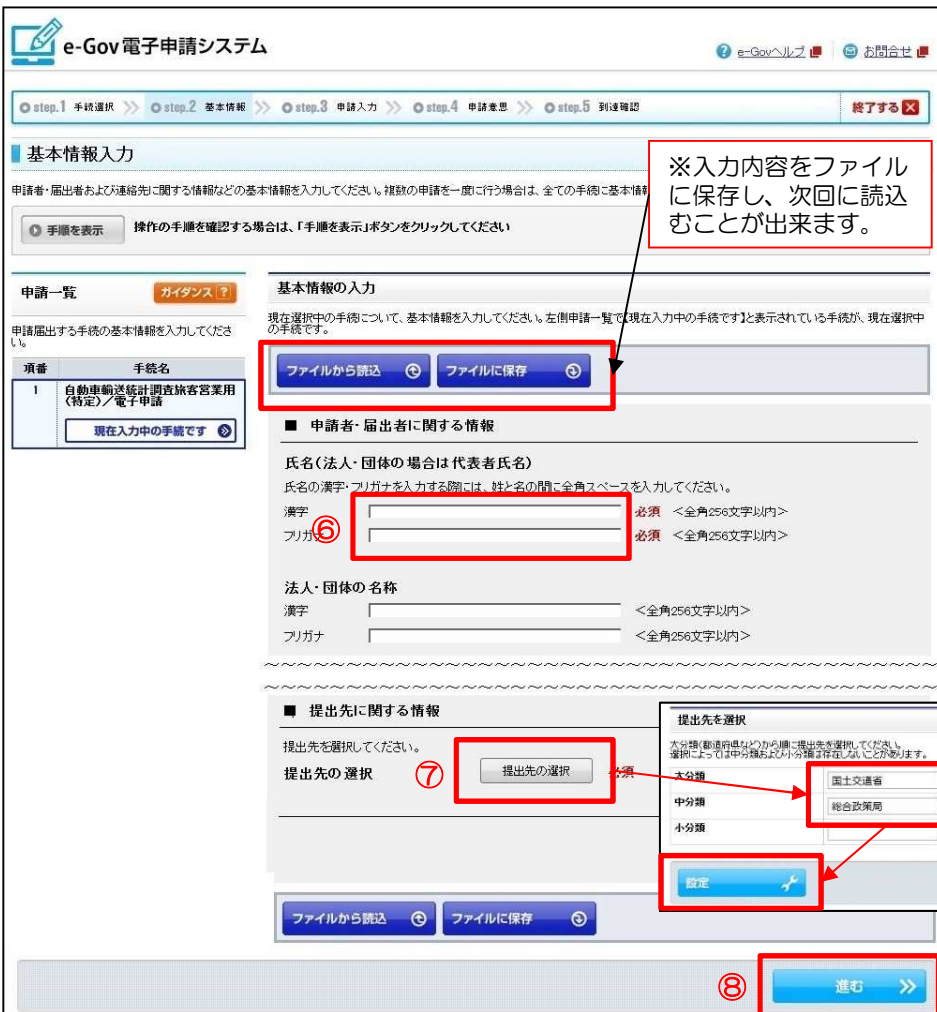 e-Gov電子申請システム
e-Govヘルプ お問合せ
step.1 手続選択 step.2 基本情報 step.3 申請入力 step.4 申請意思 step.5 到達確認 終了する
基本情報入力
※入力内容をファイル
に保存し、次回に読込
むことが出来ます。
申請者・届出者および連絡先に関する情報などの基本情報を入力してください。複数の申請を一度に行う場合は、全ての手続に基本情報
手順を表示 操作の手順を確認する場合は、「手順を表示」ボタンをクリックしてください
申請一覧 ガイダンス ?
申請届出する手続の基本情報を入力してくださ
い。
項番 手続名
1 自動車輸送統計調査旅客営業用
(特定)/電子申請
現在入力中の手続です
基本情報の入力
現在選択中の手続について、基本情報を入力してください。左側申請一覧で【現在入力中の手続です】と表示されている手続が、現在選択中
の手続です。
ファイルから読込 ファイルに保存
■ 申請者・届出者に関する情報
氏名(法人・団体の場合は代表者氏名)
氏名の漢字・フリガナを入力する際には、姓と名の間に全角スペースを入力してください。
漢字 必須 <全角256文字以内>
⑥
フリガナ 必須 <全角256文字以内>
法人・団体の名称
漢字 <全角256文字以内>
フリガナ <全角256文字以内>
■ 提出先に関する情報
提出先を選択してください。
提出先の選択 ⑦ 提出先の選択 必須
提出先を選択
大分類(都道府県など)から順に提出先を選択してください。
選択によっては中分類および小分類は存在しないことがあります。
大分類 国土交通省
中分類 総合政策局
小分類
設定
ファイルから読込 ファイルに保存
⑧ 進む